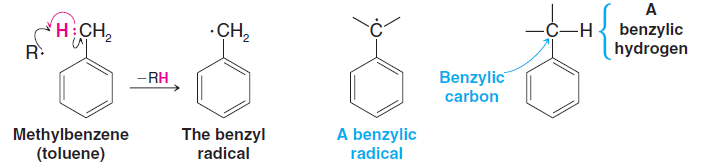 H:CH2
R·
–RH
Methylbenzene
(toluene)
·CH2
The benzyl
radical
Ċ
A benzylic
radical
–C–H
Benzylic
carbon
A
benzylic
hydrogen